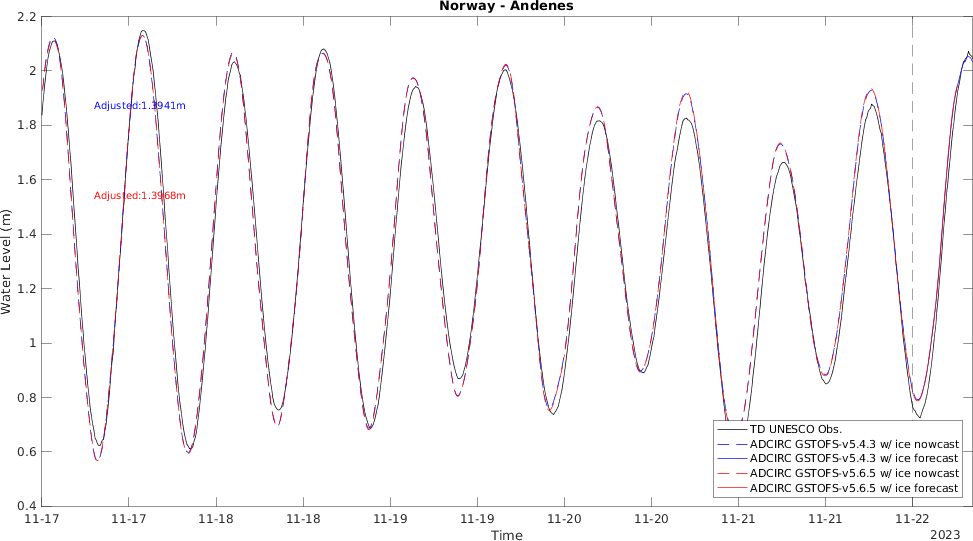 Norway - Andenes
2.2
2
1.8
1.6
1.4
1.2
1
0.8
0.6
0.4
Water Level (m)
Adjusted:1.3941m
Adjusted:1.3968m
TD UNESCO Obs.
ADCIRC GSTOFS-v5.4.3 w/ ice nowcast
ADCIRC GSTOFS-v5.4.3 w/ ice forecast
ADCIRC GSTOFS-v5.6.5 w/ ice nowcast
ADCIRC GSTOFS-v5.6.5 w/ ice forecast
11-17 11-17 11-18 11-18 11-19 11-19 11-20 11-20 11-21 11-21 11-22
Time
2023